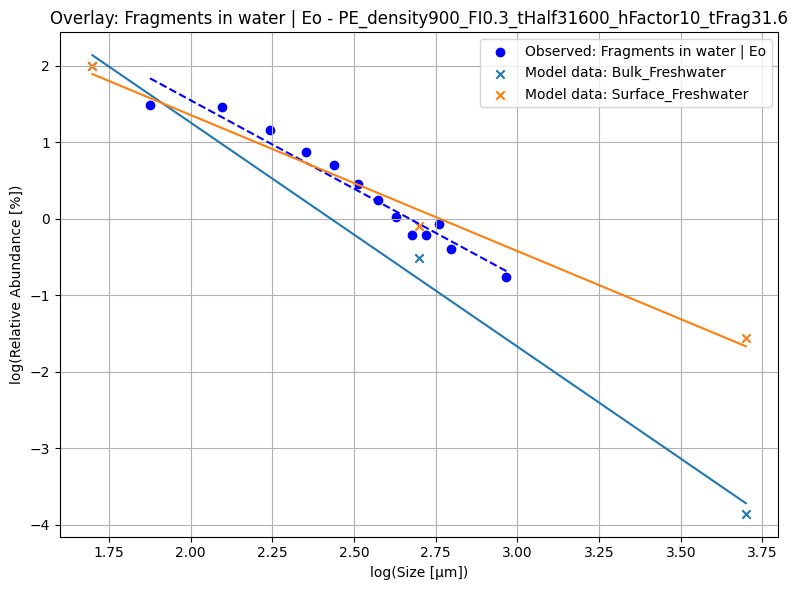 Overlay: Fragments in water | Eo - PE_density900_FI0.3_tHalf31600_hFactor10_tFrag31.6
Observed: Fragments in water | Eo
Model data: Bulk_Freshwater
Model data: Surface_Freshwater
log(Relative Abundance [%])
2
1
0
−1
−2
−3
−4
1.75 2.00 2.25 2.50 2.75 3.00 3.25 3.50 3.75
log(Size [µm])